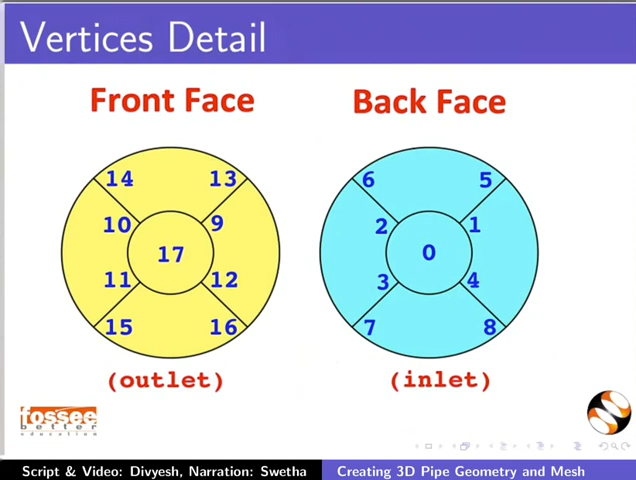 Vertices Detail
Front Face
Back Face
14 13
10 9
17
11 12
15 16
6 5
2 1
0
3 4
7 8
(outlet)
(inlet)
fossee
better
education
Script & Video: Divyesh, Narration: Swetha
Creating 3D Pipe Geometry and Mesh